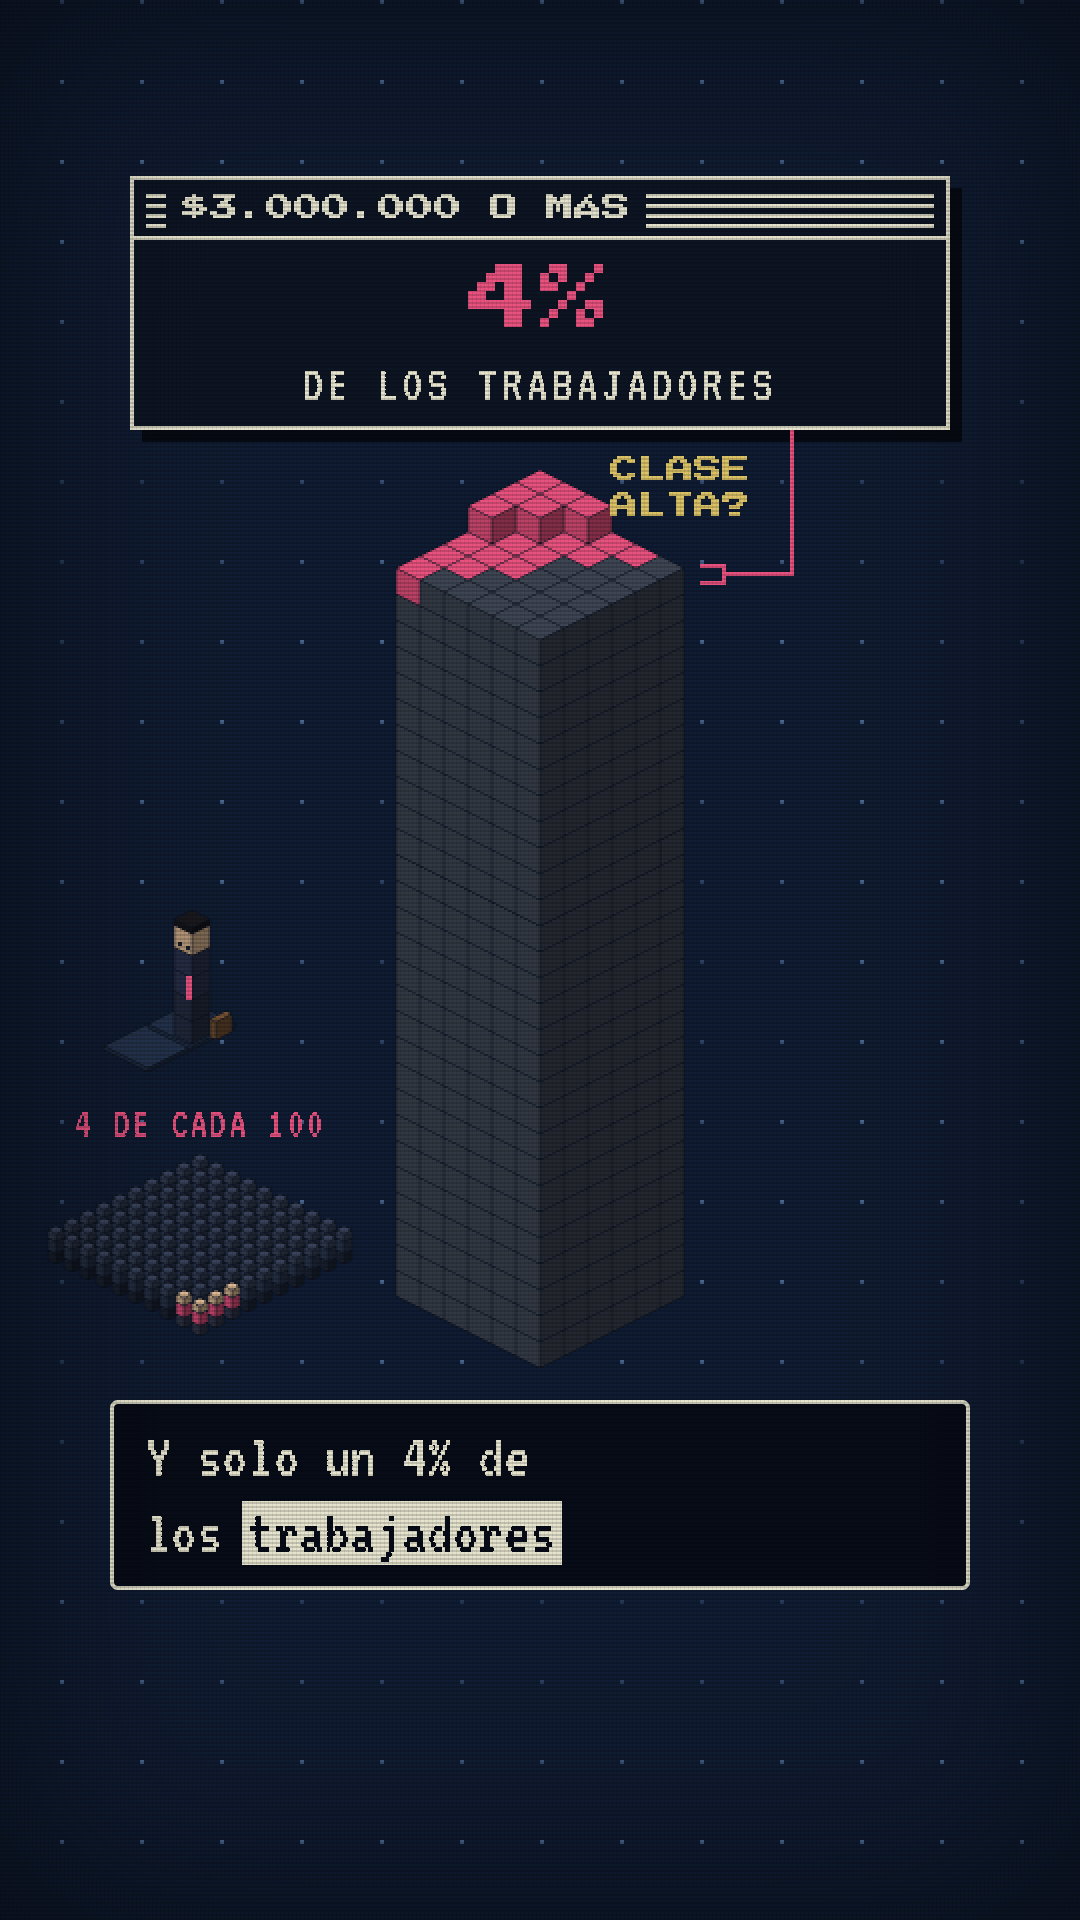 $3.000.000 O MÁS
4%
DE LOS TRABAJADORES
CLASE
ALTA?
4 DE CADA 100
Y solo un 4% de
los trabajadores